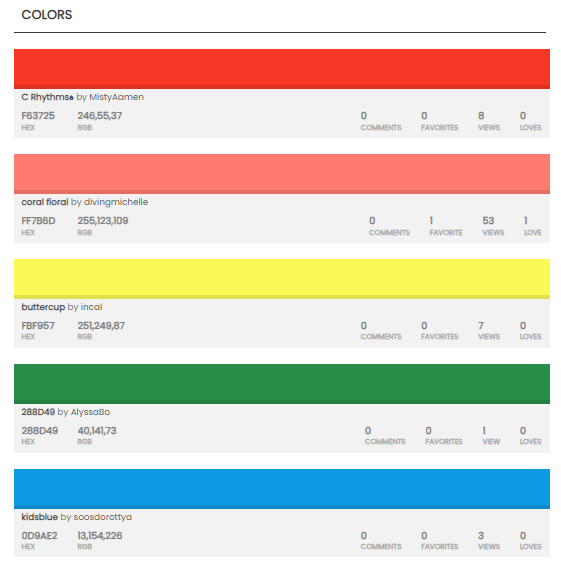 COLORS
C Rhythms♠ by MistyAamen
F63725 246,55,37 0 0 8 0
HEX RGB COMMENTS FAVORITES VIEWS LOVES
coral floral by divingmichelle
FF7B6D 255,123,109 0 1 53 1
HEX RGB COMMENTS FAVORITE VIEWS LOVE
buttercup by incal
FBF957 251,249,87 0 0 7 0
HEX RGB COMMENTS FAVORITES VIEWS LOVES
288D49 by AlyssaBo
288D49 40,141,73 0 0 1 0
HEX RGB COMMENTS FAVORITES VIEW LOVES
kidsblue by soosdorottya
0D9AE2 13,154,226 0 0 3 0
HEX RGB COMMENTS FAVORITES VIEWS LOVES